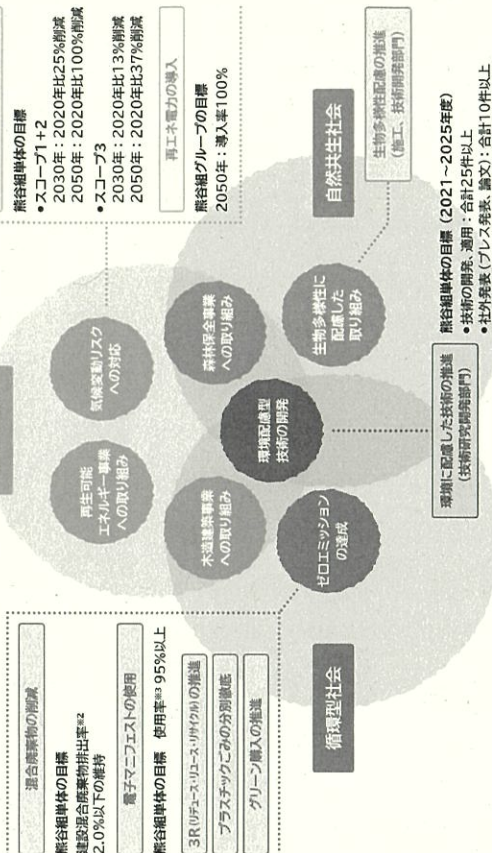 熊谷組単体の目標
●スコープ1+2
2030年：2020年比25%削減
2050年：2020年比100%削減
●スコープ3
2030年：2020年比13%削減
2050年：2020年比37%削減
再エネ電力の導入
熊谷組グループの目標
2050年：導入率100%
混合廃棄物の削減
熊谷組単体の目標
建設混合廃棄物排出率※2
2.0%以下の維持
電子マニフェストの使用
熊谷組単体の目標 使用率※3 95%以上
3R(リデュース・リユース・リサイクル)の推進
プラスチックごみの分別徹底
グリーン購入の推進
再生可能
エネルギー事業
への取り組み
気候変動リスク
への対応
木造建築事業
への取り組み
森林保全事業
への取り組み
環境配慮型
技術の開発
ゼロエミッション
の達成
生物多様性に
配慮した
取り組み
循環型社会
自然共生社会
生物多様性配慮の推進
(施工、技術開発部門)
環境に配慮した技術の推進
(技術研究開発部門)
熊谷組単体の目標(2021～2025年度)
●技術の開発、適用：合計25件以上
●社外発表(プレス発表、論文)：合計10件以上